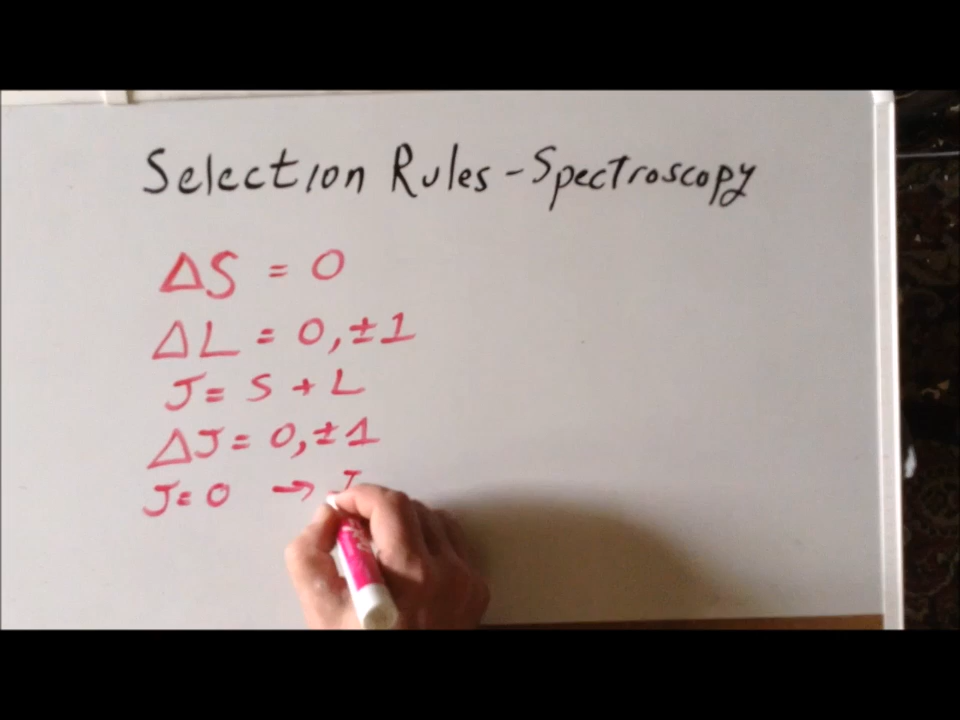 Selection Rules - Spectroscopy
ΔS = 0
ΔL = 0, ±1
J = S + L
ΔJ = 0, ±1
J = 0 → J